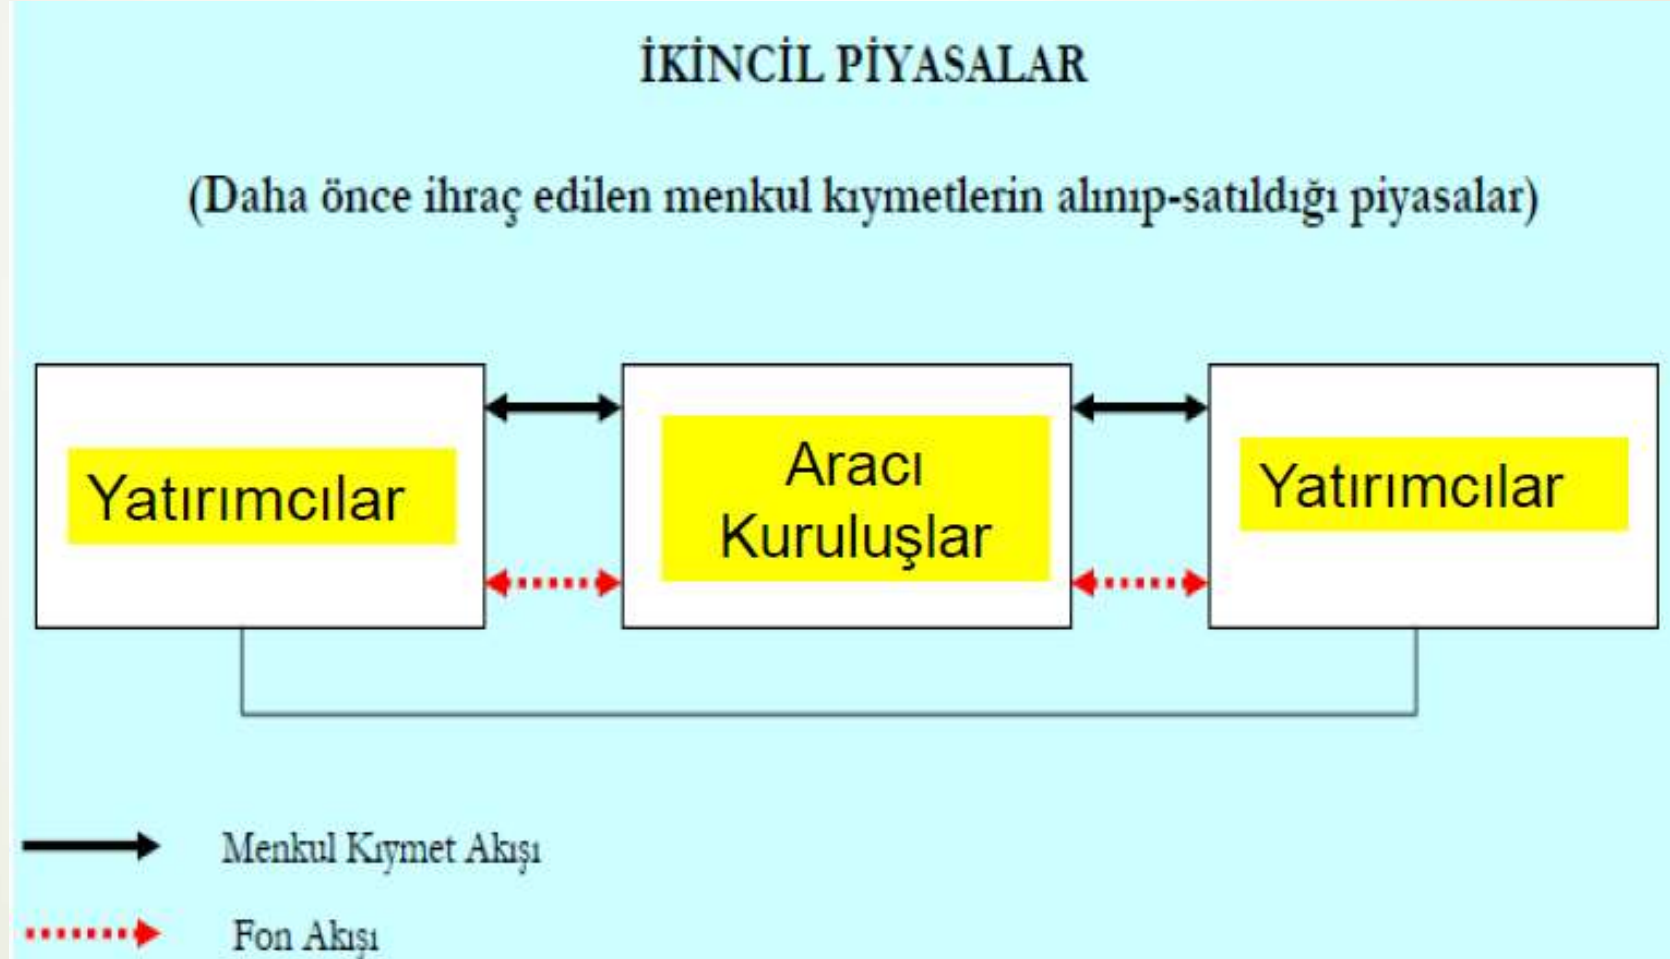 İKİNCİL PİYASALAR
(Daha önce ihraç edilen menkul kıymetlerin alınıp-satıldığı piyasalar)
Yatırımcılar
Aracı
Kuruluşlar
Yatırımcılar
Menkul Kıymet Akışı
Fon Akışı